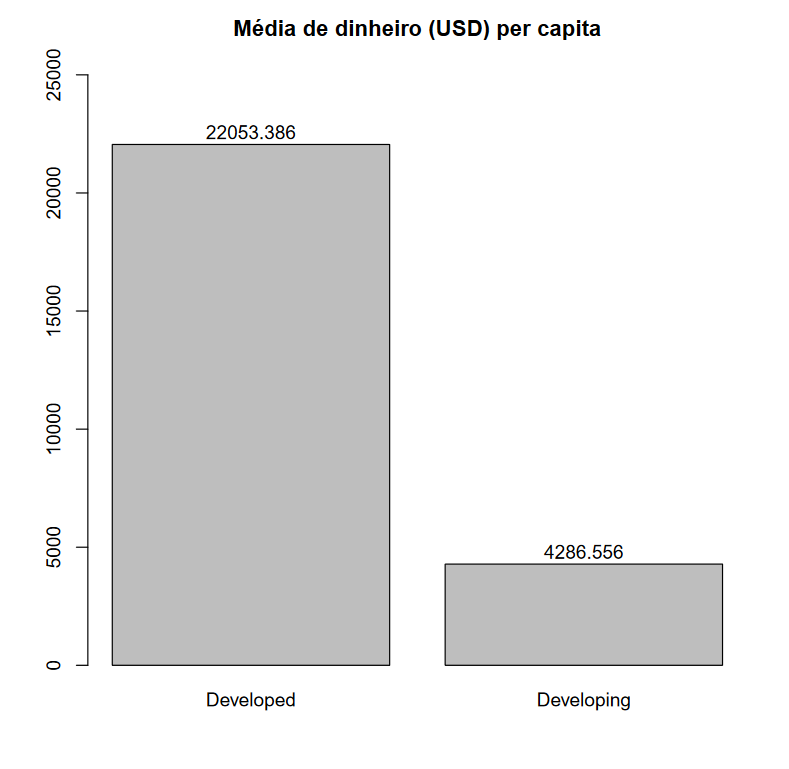 Média de dinheiro (USD) per capita
25000
20000
15000
10000
5000
0
22053.386
4286.556
Developed
Developing